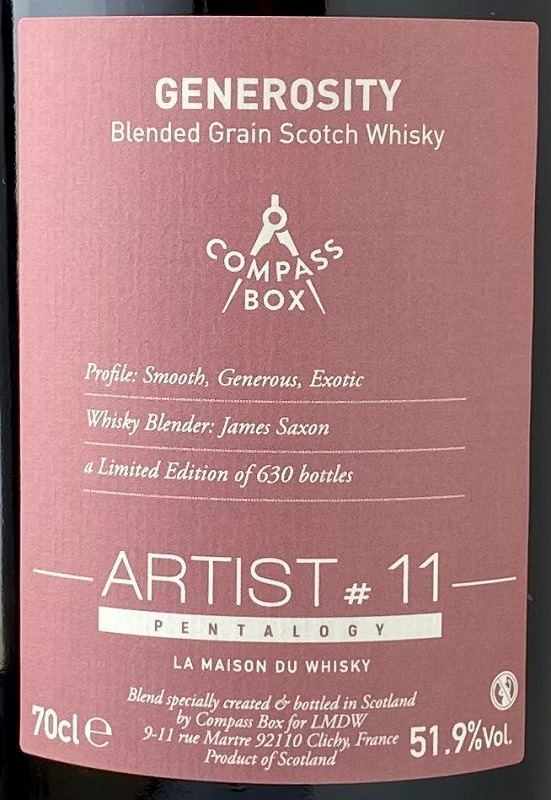 GENEROSITY
Blended Grain Scotch Whisky
COMPASS
BOX
Profile: Smooth, Generous, Exotic
Whisky Blender: James Saxon
a Limited Edition of 630 bottles
ARTIST # 11
PENTALOGY
LA MAISON DU WHISKY
Blend specially created & bottled in Scotland
by Compass Box for LMDW
9-11 rue Martre 92110 Clichy, France
Product of Scotland
70cl e
51.9%Vol.